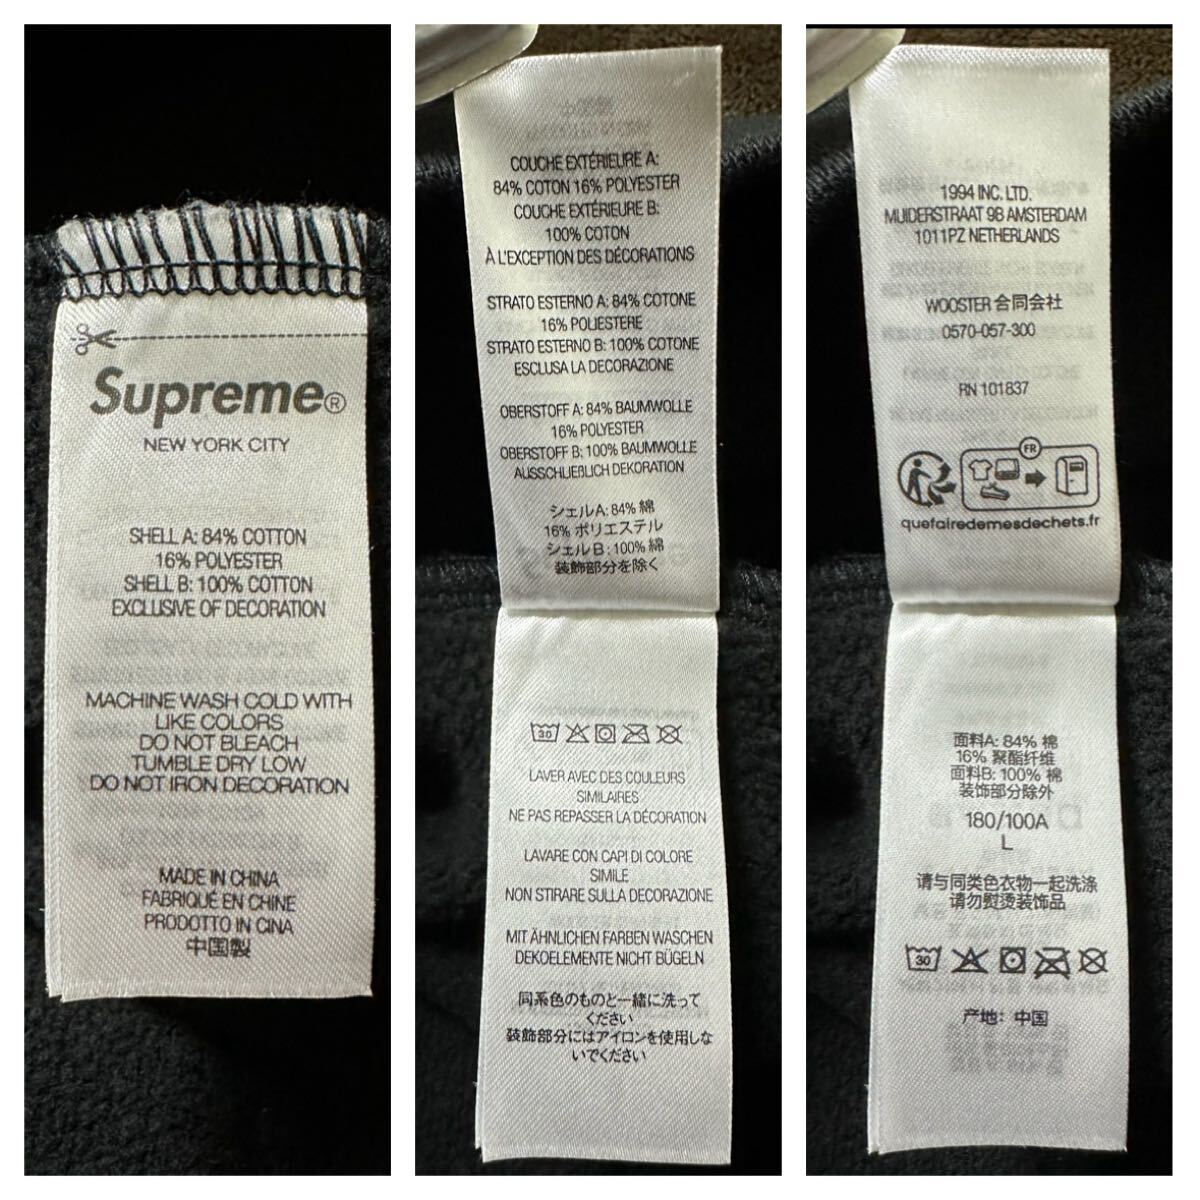 Supreme®
NEW YORK CITY
SHELL A: 84% COTTON
16% POLYESTER
SHELL B: 100% COTTON
EXCLUSIVE OF DECORATION
MACHINE WASH COLD WITH
LIKE COLORS
DO NOT BLEACH
TUMBLE DRY LOW
DO NOT IRON DECORATION
MADE IN CHINA
FABRIQUÉ EN CHINE
PRODOTTO IN CINA
中国製
COUCHE EXTÉRIEURE A:
84% COTON 16% POLYESTER
COUCHE EXTÉRIEURE B:
100% COTON
À L'EXCEPTION DES DÉCORATIONS
STRATO ESTERNO A: 84% COTONE
16% POLIESTERE
STRATO ESTERNO B: 100% COTONE
ESCLUSA LA DECORAZIONE
OBERSTOFF A: 84% BAUMWOLLE
16% POLYESTER
OBERSTOFF B: 100% BAUMWOLLE
AUSSCHLIEßLICH DEKORATION
シェルA: 84% 綿
16% ポリエステル
シェル B: 100% 綿
装飾部分を除く
30
LAVER AVEC DES COULEURS
SIMILAIRES
NE PAS REPASSER LA DÉCORATION
LAVARE CON CAPI DI COLORE
SIMILE
NON STIRARE SULLA DECORAZIONE
MIT ÄHNLICHEN FARBEN WASCHEN
DEKOELEMENTE NICHT BÜGELN
同系色のものと一緒に洗って
ください
装飾部分にはアイロンを使用しな
いでください
1994 INC. LTD.
MUIDERSTRAAT 9B AMSTERDAM
1011PZ NETHERLANDS
WOOSTER 合同会社
0570-057-300
RN 101837
FR
quefairedemesdechets.fr
面料A: 84% 棉
16% 聚酯纤维
面料B: 100% 棉
装饰部分除外
180/100A
L
请与同类色衣物一起洗涤
请勿熨烫装饰品
30
产地: 中国